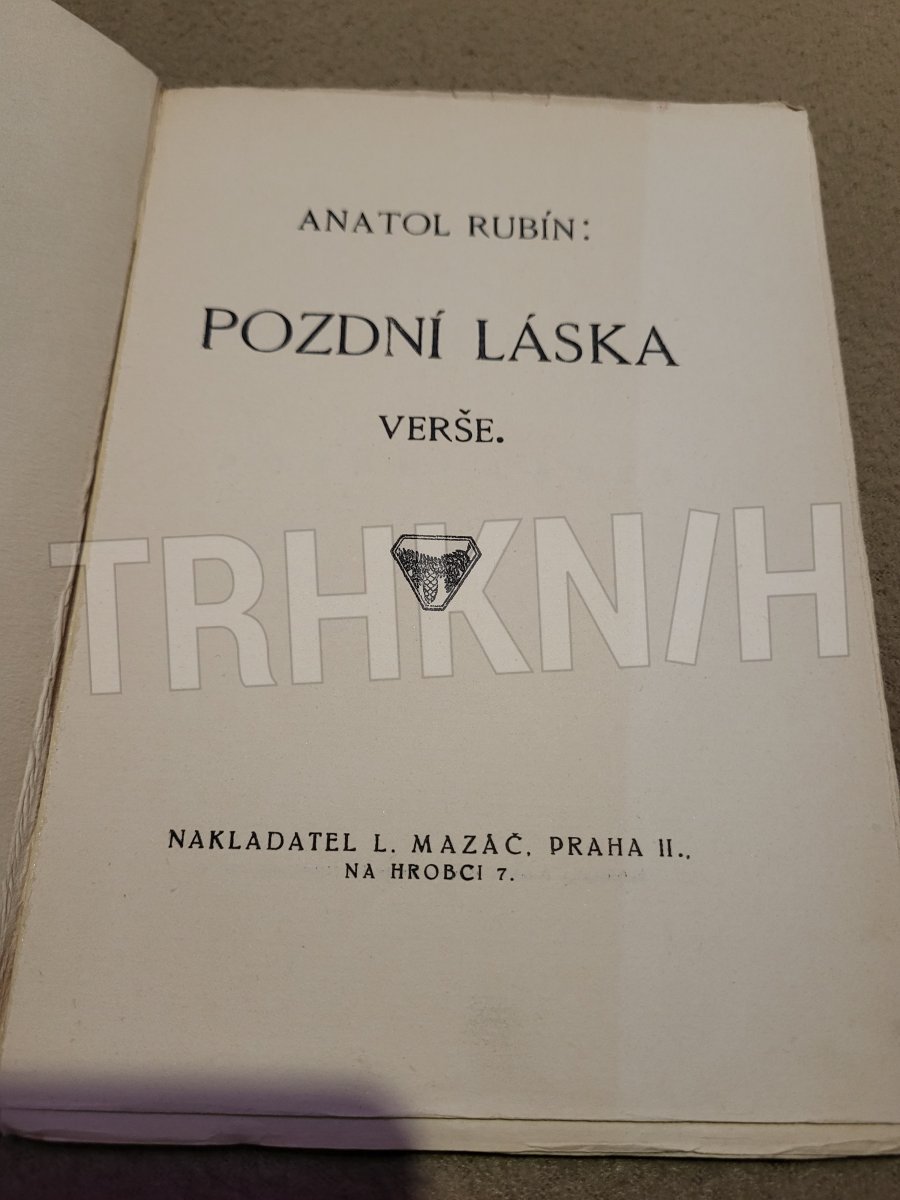 ANATOL RUBÍN:
POZDNÍ LÁSKA
VERŠE.
TRHKNIH
NAKLADATEL L. MAZÁČ, PRAHA II.,
NA HROBCI 7.